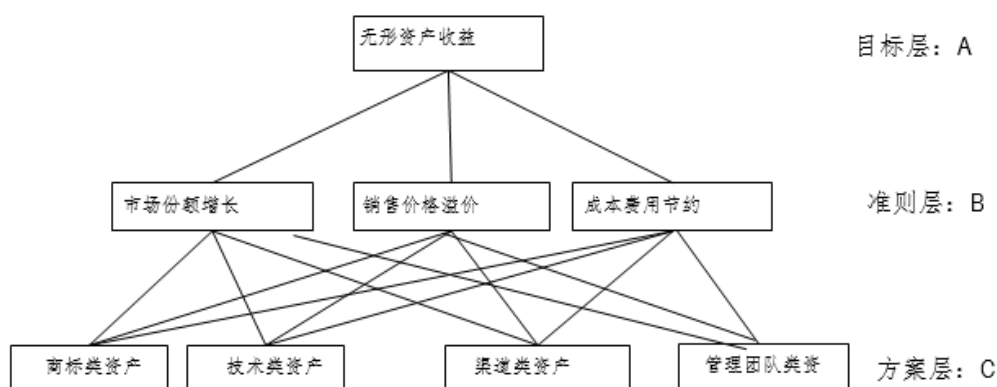 无形资产收益
目标层：A
市场份额增长
销售价格溢价
成本费用节约
准则层：B
商标类资产
技术类资产
渠道类资产
管理团队类资
方案层：C